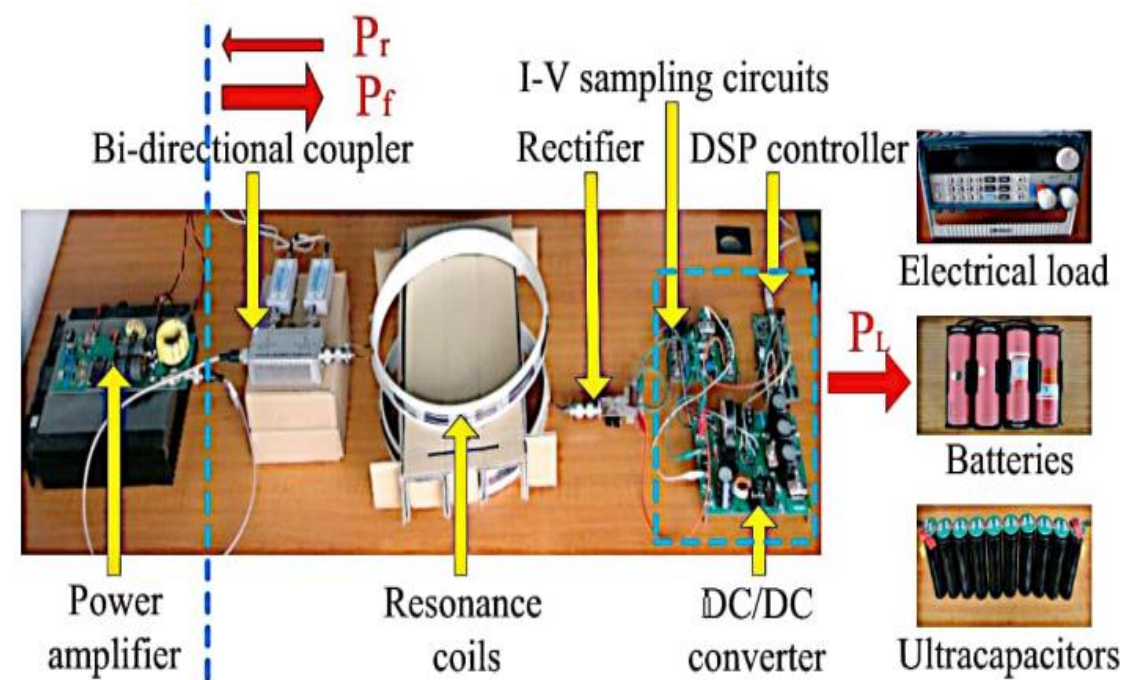 Pr
Pf
I-V sampling circuits
Bi-directional coupler
Rectifier
DSP controller
Electrical load
PL
Batteries
Power
amplifier
Resonance
coils
DC/DC
converter
Ultracapacitors